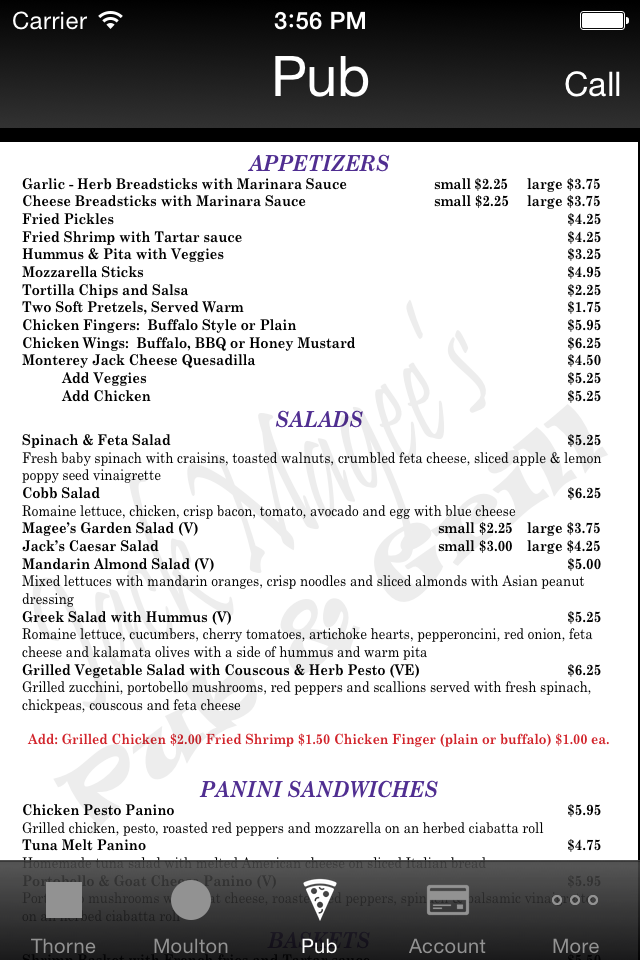 Carrier 3:56 PM
Pub Call
APPETIZERS
Garlic - Herb Breadsticks with Marinara Sauce small $2.25 large $3.75
Cheese Breadsticks with Marinara Sauce small $2.25 large $3.75
Fried Pickles $4.25
Fried Shrimp with Tartar sauce $4.25
Hummus & Pita with Veggies $3.25
Mozzarella Sticks $4.95
Tortilla Chips and Salsa $2.25
Two Soft Pretzels, Served Warm $1.75
Chicken Fingers: Buffalo Style or Plain $5.95
Chicken Wings: Buffalo, BBQ or Honey Mustard $6.25
Monterey Jack Cheese Quesadilla $4.50
Add Veggies $5.25
Add Chicken $5.25
SALADS
Spinach & Feta Salad $5.25
Fresh baby spinach with craisins, toasted walnuts, crumbled feta cheese, sliced apple & lemon
poppy seed vinaigrette
Cobb Salad $6.25
Romaine lettuce, chicken, crisp bacon, tomato, avocado and egg with blue cheese
Magee's Garden Salad (V) small $2.25 large $3.75
Jack's Caesar Salad small $3.00 large $4.25
Mandarin Almond Salad (V) $5.00
Mixed lettuces with mandarin oranges, crisp noodles and sliced almonds with Asian peanut
dressing
Greek Salad with Hummus (V) $5.25
Romaine lettuce, cucumbers, cherry tomatoes, artichoke hearts, pepperoncini, red onion, feta
cheese and kalamata olives with a side of hummus and warm pita
Grilled Vegetable Salad with Couscous & Herb Pesto (VE) $6.25
Grilled zucchini, portobello mushrooms, red peppers and scallions served with fresh spinach,
chickpeas, couscous and feta cheese
Add: Grilled Chicken $2.00 Fried Shrimp $1.50 Chicken Finger (plain or buffalo) $1.00 ea.
Jack Magee's
Pub & Grill
PANINI SANDWICHES
Chicken Pesto Panino $5.95
Grilled chicken, pesto, roasted red peppers and mozzarella on an herbed ciabatta roll
Tuna Melt Panino $4.75
Homemade tuna salad with melted American cheese on sliced Italian bread
Portobello & Goat Cheese Panino (V) $5.95
mushrooms cheese, peppers,
on an herbed ciabatta roll
BASKETS
Shrimp Basket with French fries and Tartar sauce
Thorne Moulton Pub Account More